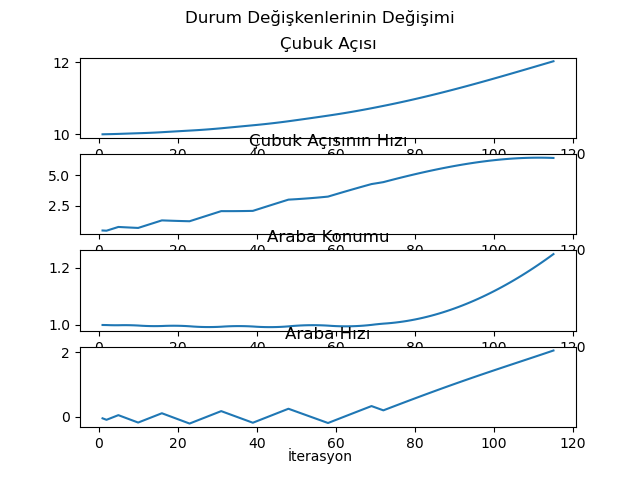 Durum Değişkenlerinin Değişimi
Çubuk Açısı
12
10
0 20 40 60 80 100 120
Çubuk Açısının Hızı
5.0
2.5
0 20 40 60 80 100 120
Araba Konumu
1.2
1.0
0 20 40 60 80 100 120
Araba Hızı
2
0
0 20 40 60 80 100 120
İterasyon